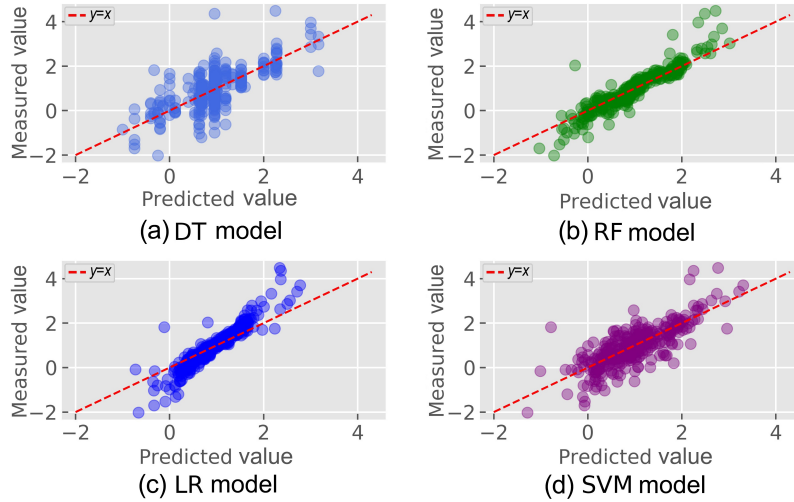 y=x
Measured value
4
2
0
−2
−2 0 2 4
Predicted value
(a) DT model
y=x
Measured value
4
2
0
−2
−2 0 2 4
Predicted value
(b) RF model
y=x
Measured value
4
2
0
−2
−2 0 2 4
Predicted value
(c) LR model
y=x
Measured value
4
2
0
−2
−2 0 2 4
Predicted value
(d) SVM model